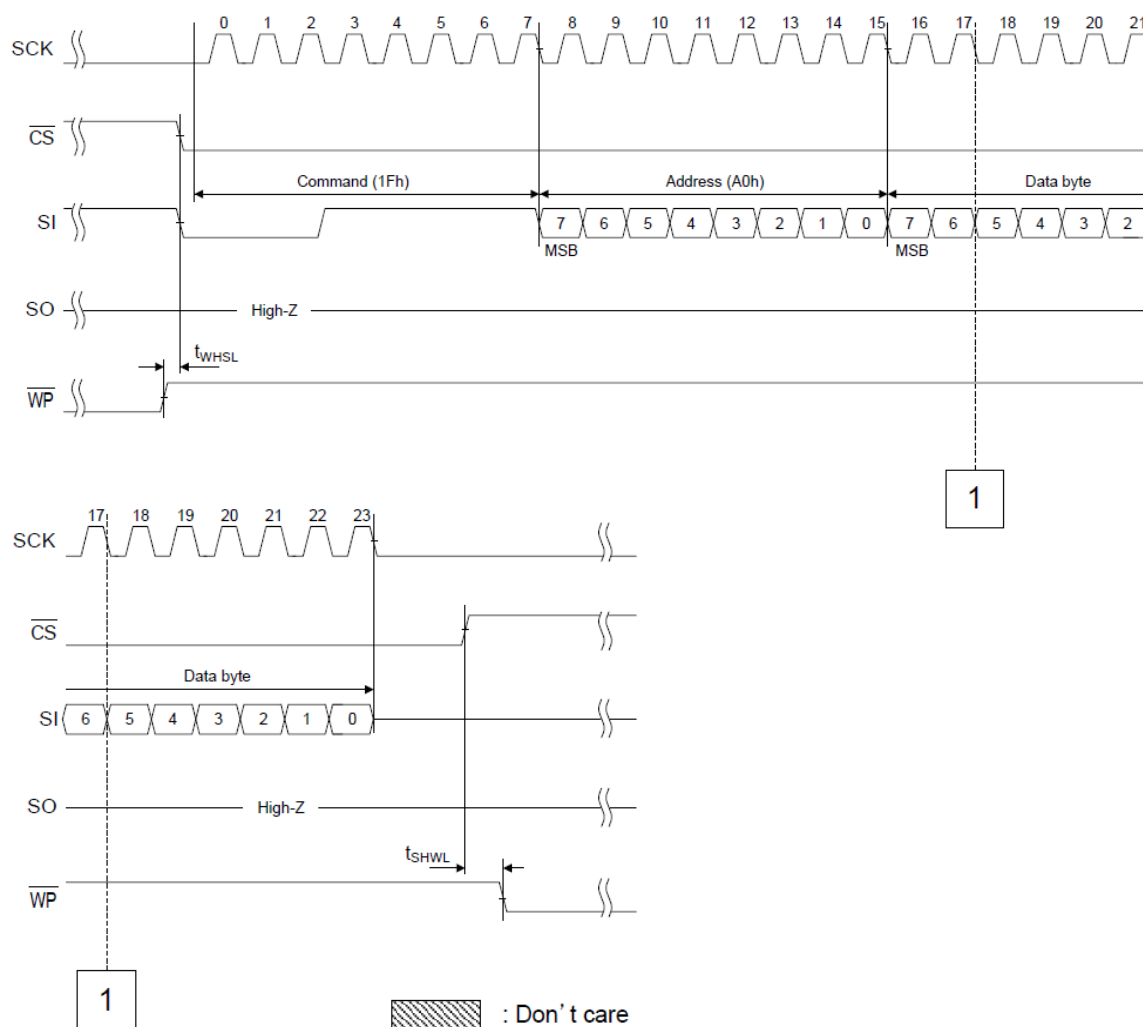 0 1 2 3 4 5 6 7 8 9 10 11 12 13 14 15 16 17 18 19 20 21
SCK
CS
Command (1Fh) Address (A0h) Data byte
SI 7 6 5 4 3 2 1 0 7 6 5 4 3 2
MSB MSB
SO High-Z
tWHSL
WP
1
17 18 19 20 21 22 23
SCK
CS
Data byte
SI 6 5 4 3 2 1 0
SO High-Z
tSHWL
WP
1
: Don't care